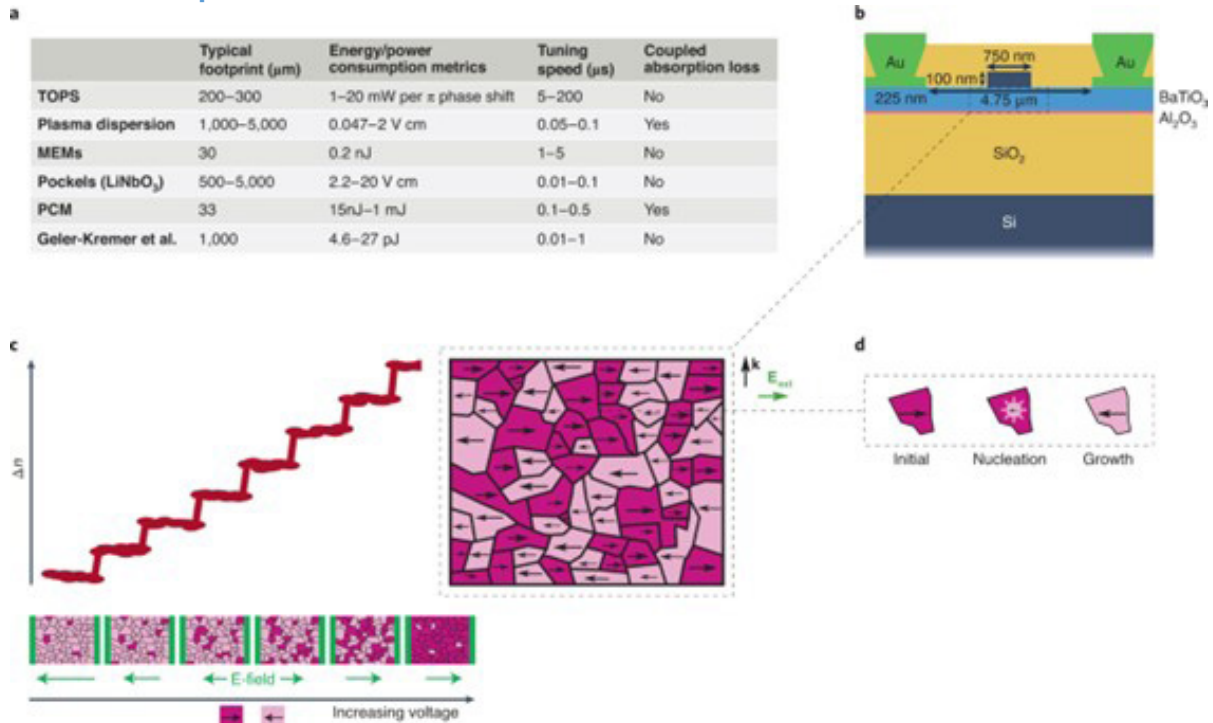 a
Typical footprint (μm) Energy/power consumption metrics Tuning speed (μs) Coupled absorption loss
TOPS 200–300 1–20 mW per π phase shift 5–200 No
Plasma dispersion 1,000–5,000 0.047–2 V cm 0.05–0.1 Yes
MEMs 30 0.2 nJ 1–5 No
Pockels (LiNbO₃) 500–5,000 2.2–20 V cm 0.01–0.1 No
PCM 33 15nJ–1 mJ 0.1–0.5 Yes
Geler-Kremer et al. 1,000 4.6–27 pJ 0.01–1 No
b
750 nm
Au Au
100 nm
225 nm 4.75 μm
BaTiO₃
Al₂O₃
SiO₂
Si
c
Δn
k
E_ext
E-field
Increasing voltage
d
Initial Nucleation Growth